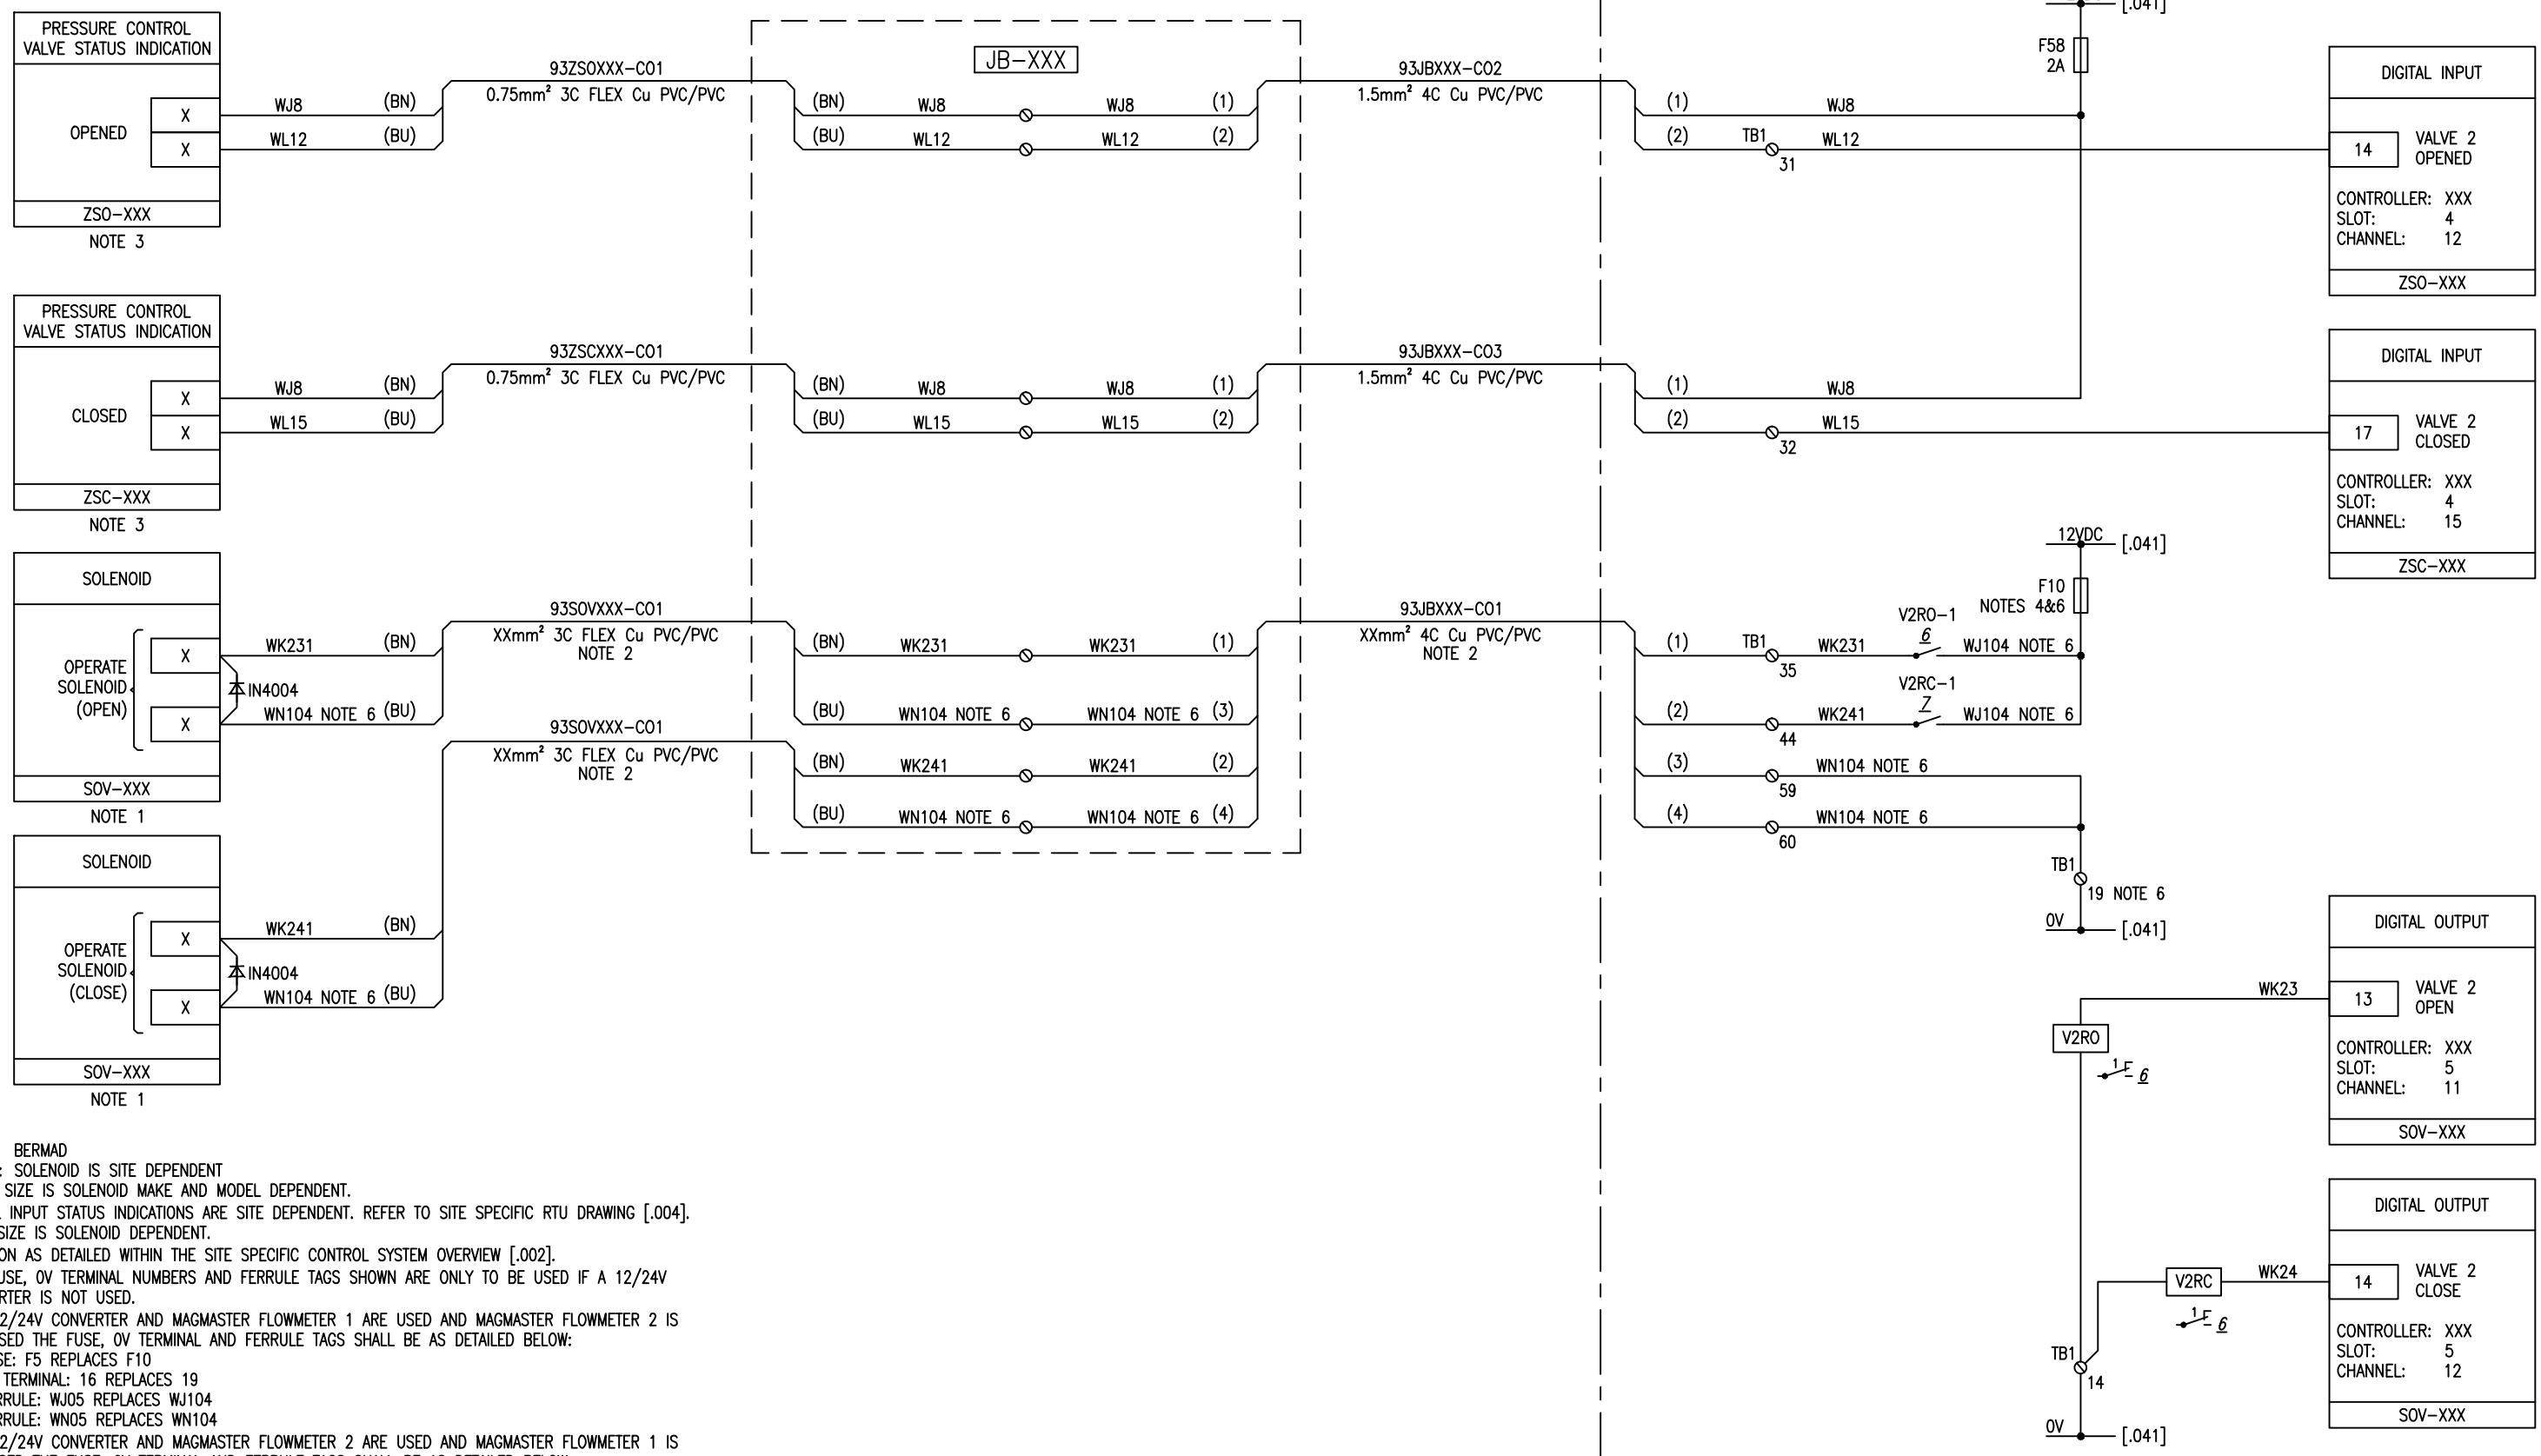 PRESSURE CONTROL
VALVE STATUS INDICATION
OPENED
X
X
ZSO-XXX
NOTE 3
WJ8 (BN)
WL12 (BU)
93ZSOXXX-C01
0.75mm² 3C FLEX Cu PVC/PVC
JB-XXX
(BN) WJ8 WJ8 (1)
(BU) WL12 WL12 (2)
93JBXXX-C02
1.5mm² 4C Cu PVC/PVC
(1) WJ8
(2) TB1 WL12
31
[.041]
F58
2A
DIGITAL INPUT
14
VALVE 2
OPENED
CONTROLLER: XXX
SLOT: 4
CHANNEL: 12
ZSO-XXX
PRESSURE CONTROL
VALVE STATUS INDICATION
CLOSED
X
X
ZSC-XXX
NOTE 3
WJ8 (BN)
WL15 (BU)
93ZSCXXX-C01
0.75mm² 3C FLEX Cu PVC/PVC
(BN) WJ8 WJ8 (1)
(BU) WL15 WL15 (2)
93JBXXX-C03
1.5mm² 4C Cu PVC/PVC
(1) WJ8
(2) WL15
32
DIGITAL INPUT
17
VALVE 2
CLOSED
CONTROLLER: XXX
SLOT: 4
CHANNEL: 15
ZSC-XXX
SOLENOID
OPERATE
SOLENOID
(OPEN)
X
X
SOV-XXX
NOTE 1
WK231 (BN)
IN4004
WN104 NOTE 6 (BU)
93SOVXXX-C01
XXmm² 3C FLEX Cu PVC/PVC
NOTE 2
93SOVXXX-C01
XXmm² 3C FLEX Cu PVC/PVC
NOTE 2
(BN) WK231 WK231 (1)
(BU) WN104 NOTE 6 WN104 NOTE 6 (3)
(BN) WK241 WK241 (2)
(BU) WN104 NOTE 6 WN104 NOTE 6 (4)
93JBXXX-C01
XXmm² 4C Cu PVC/PVC
NOTE 2
12VDC [.041]
F10
NOTES 4&6
V2RO-1
6
(1) TB1 WK231 WJ104 NOTE 6
35
V2RC-1
7
(2) WK241 WJ104 NOTE 6
44
(3) WN104 NOTE 6
59
(4) WN104 NOTE 6
60
TB1
19 NOTE 6
0V [.041]
SOLENOID
OPERATE
SOLENOID
(CLOSE)
X
X
SOV-XXX
NOTE 1
WK241 (BN)
IN4004
WN104 NOTE 6 (BU)
DIGITAL OUTPUT
WK23
13
VALVE 2
OPEN
V2RO
1
6
CONTROLLER: XXX
SLOT: 5
CHANNEL: 11
SOV-XXX
DIGITAL OUTPUT
V2RC
WK24
14
VALVE 2
CLOSE
1
6
CONTROLLER: XXX
SLOT: 5
CHANNEL: 12
SOV-XXX
TB1
14
0V [.041]
BERMAD
: SOLENOID IS SITE DEPENDENT
SIZE IS SOLENOID MAKE AND MODEL DEPENDENT.
INPUT STATUS INDICATIONS ARE SITE DEPENDENT. REFER TO SITE SPECIFIC RTU DRAWING [.004].
SIZE IS SOLENOID DEPENDENT.
ON AS DETAILED WITHIN THE SITE SPECIFIC CONTROL SYSTEM OVERVIEW [.002].
USE, 0V TERMINAL NUMBERS AND FERRULE TAGS SHOWN ARE ONLY TO BE USED IF A 12/24V
RTER IS NOT USED.
2/24V CONVERTER AND MAGMASTER FLOWMETER 1 ARE USED AND MAGMASTER FLOWMETER 2 IS
SED THE FUSE, 0V TERMINAL AND FERRULE TAGS SHALL BE AS DETAILED BELOW:
SE: F5 REPLACES F10
TERMINAL: 16 REPLACES 19
RRULE: WJ05 REPLACES WJ104
RRULE: WN05 REPLACES WN104
2/24V CONVERTER AND MAGMASTER FLOWMETER 2 ARE USED AND MAGMASTER FLOWMETER 1 IS